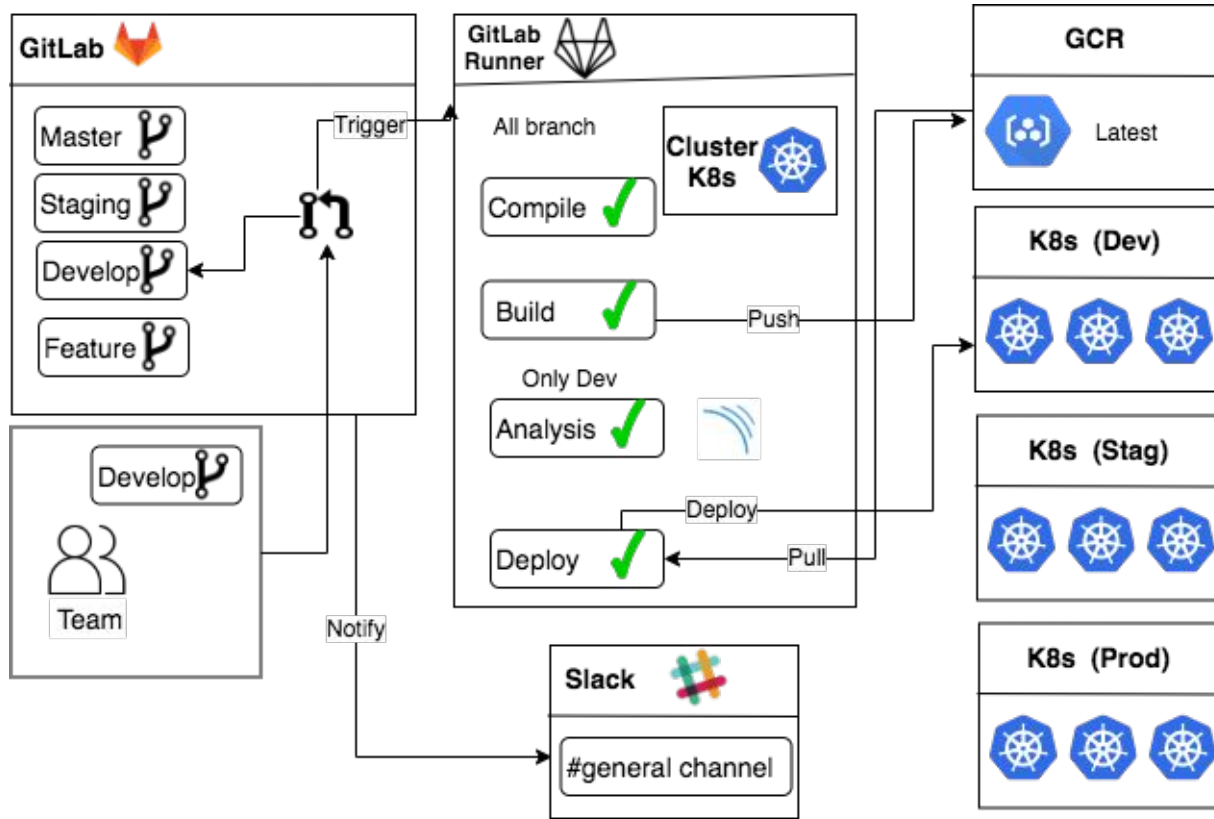 GitLab
Master
Staging
Develop
Feature
Trigger
Develop
Team
Notify
GitLab
Runner
All branch
Cluster
K8s
Compile
Build
Push
Only Dev
Analysis
Deploy
Deploy
Pull
Slack
#general channel
GCR
Latest
K8s (Dev)
K8s (Stag)
K8s (Prod)